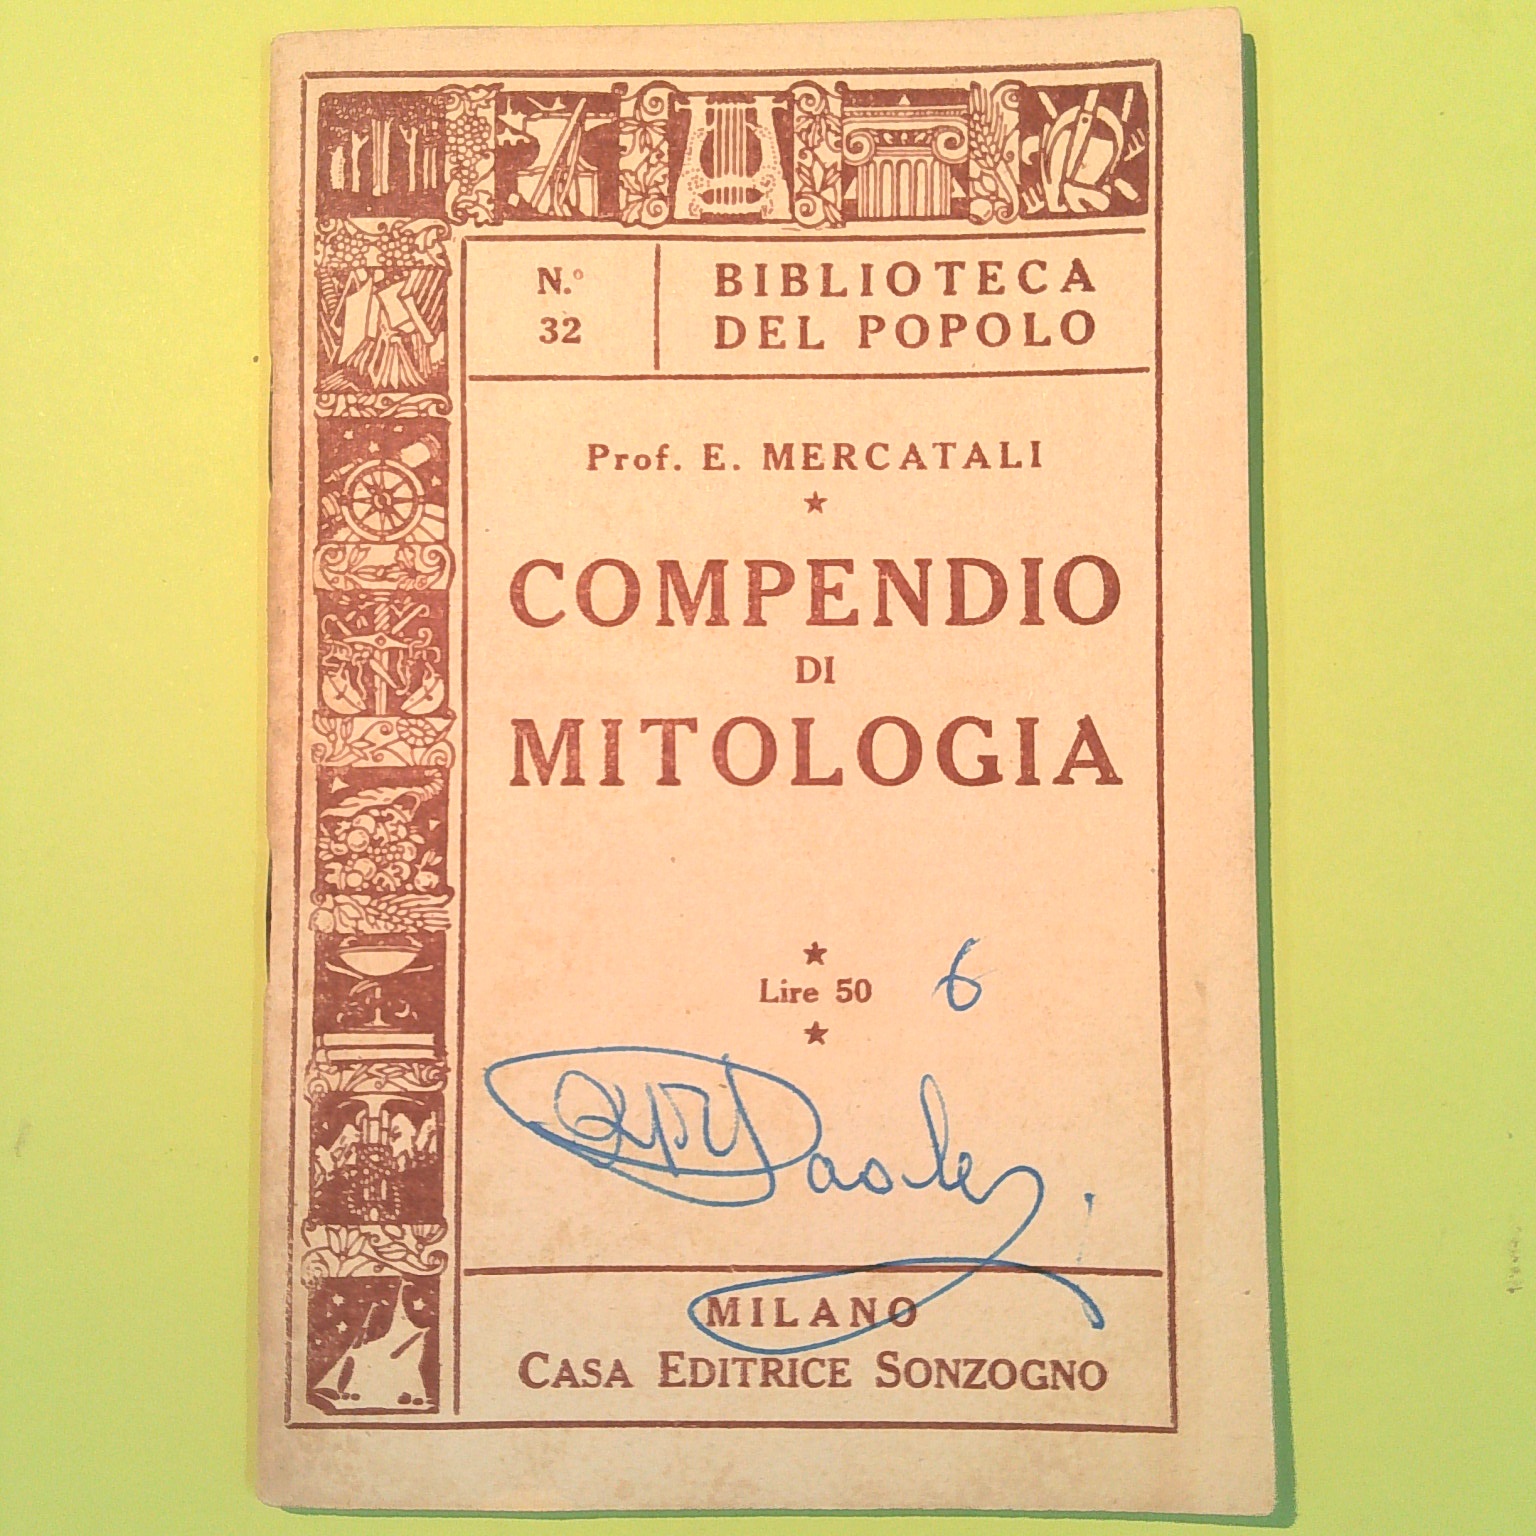 N.° 32
BIBLIOTECA
DEL POPOLO
Prof. E. MERCATALI
COMPENDIO
DI
MITOLOGIA
Lire 50 6
MILANO
CASA EDITRICE SONZOGNO